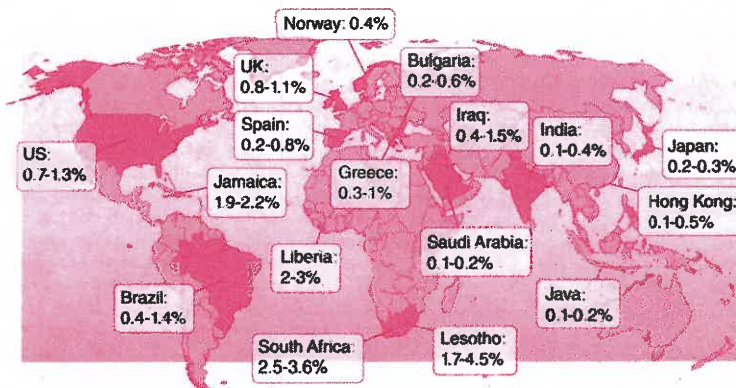 Norway: 0.4%
UK:
0.8-1.1%
Bulgaria:
0.2-0.6%
Spain:
0.2-0.8%
Iraq:
0.4-1.5%
India:
0.1-0.4%
Japan:
0.2-0.3%
US:
0.7-1.3%
Jamaica:
1.9-2.2%
Greece:
0.3-1%
Hong Kong:
0.1-0.5%
Liberia:
2-3%
Saudi Arabia:
0.1-0.2%
Brazil:
0.4-1.4%
Java:
0.1-0.2%
South Africa:
2.5-3.6%
Lesotho:
1.7-4.5%